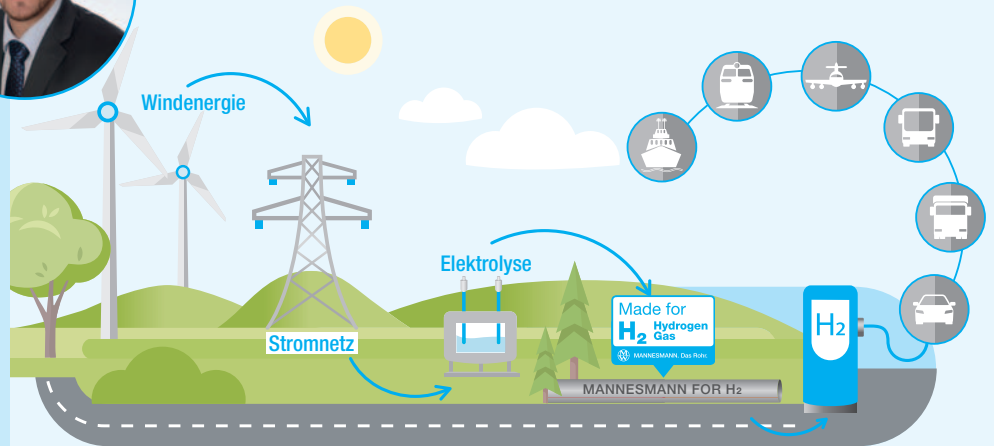 Windenergie
Stromnetz
Elektrolyse
Made for
H₂ Hydrogen
Gas
MANNESMANN. Das Rohr.
MANNESMANN FOR H₂
H₂